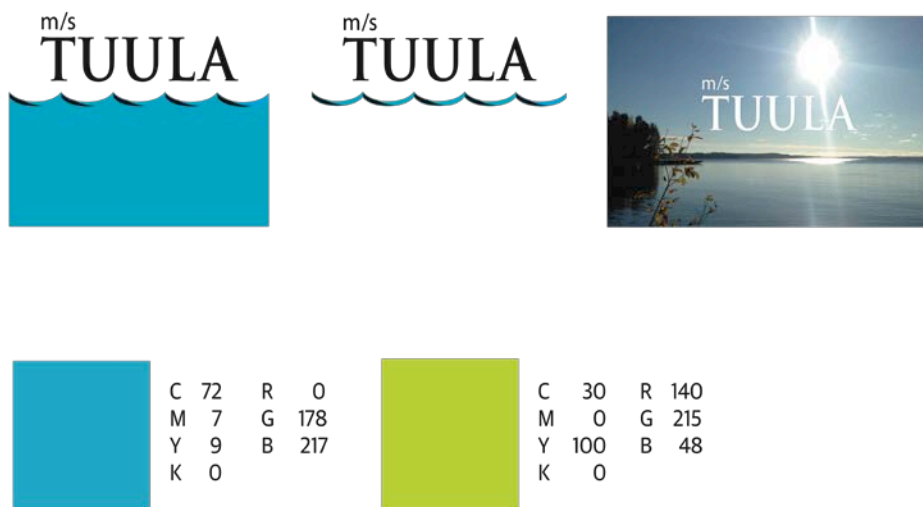 m/s
TUULA
m/s
TUULA
m/s
TUULA
C 72 R 0
M 7 G 178
Y 9 B 217
K 0
C 30 R 140
M 0 G 215
Y 100 B 48
K 0